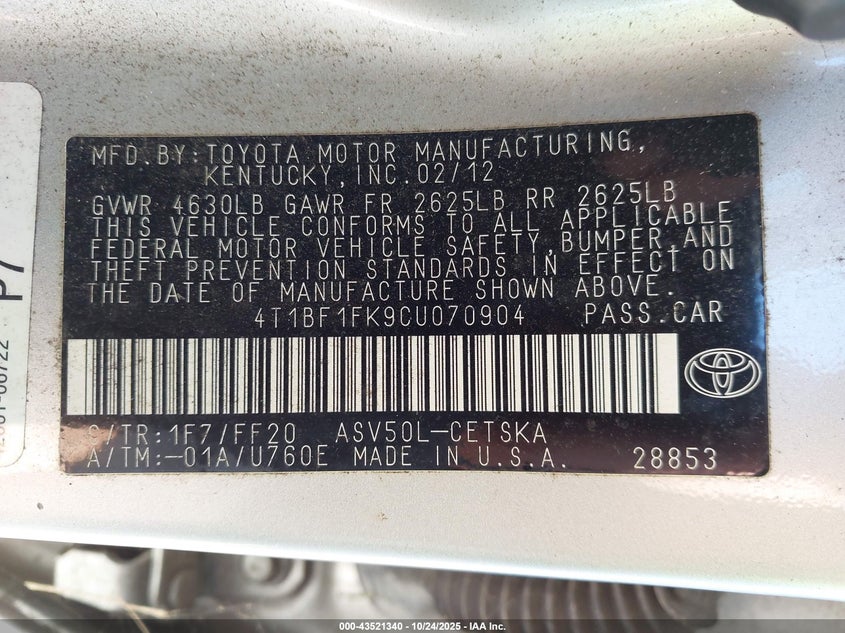 MFD.BY:TOYOTA MOTOR MANUFACTURING,
KENTUCKY,INC.02/12
GVWR 4630LB GAWR FR 2625LB RR 2625LB
THIS VEHICLE CONFORMS TO ALL APPLICABLE
FEDERAL MOTOR VEHICLE SAFETY,BUMPER,AND
THEFT PREVENTION STANDARDS IN EFFECT ON
THE DATE OF MANUFACTURE SHOWN ABOVE.
4T1BF1FK9CU070904 PASS.CAR
C/TR:1F7/FF20 ASV50L-CETSKA
A/TM:-01A/U760E MADE IN U.S.A. 28853
P7
000-43521340 - 10/24/2025 - IAA Inc.